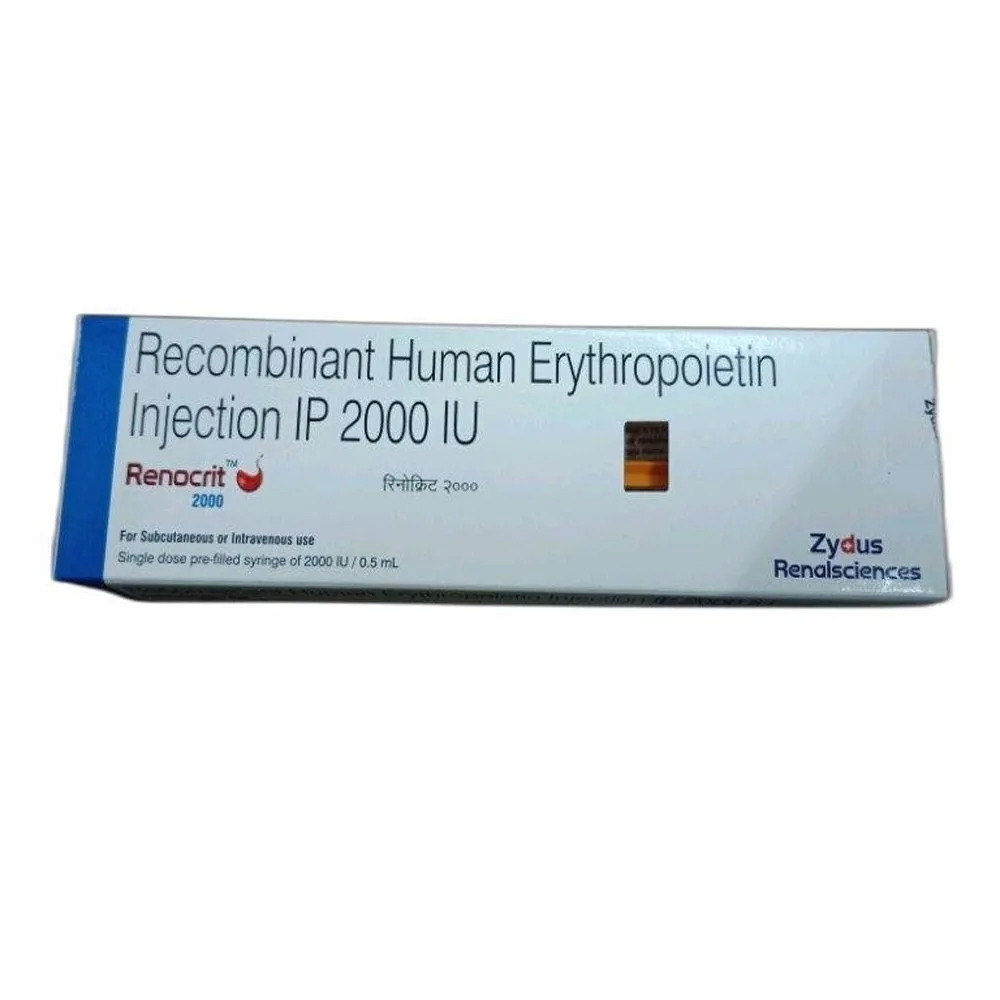 Recombinant Human Erythropoietin
Injection IP 2000 IU
Renocrit™
2000
रिनोक्रिट २०००
For Subcutaneous or Intravenous use
Single dose pre-filled syringe of 2000 IU / 0.5 mL
Zydus
Renalsciences